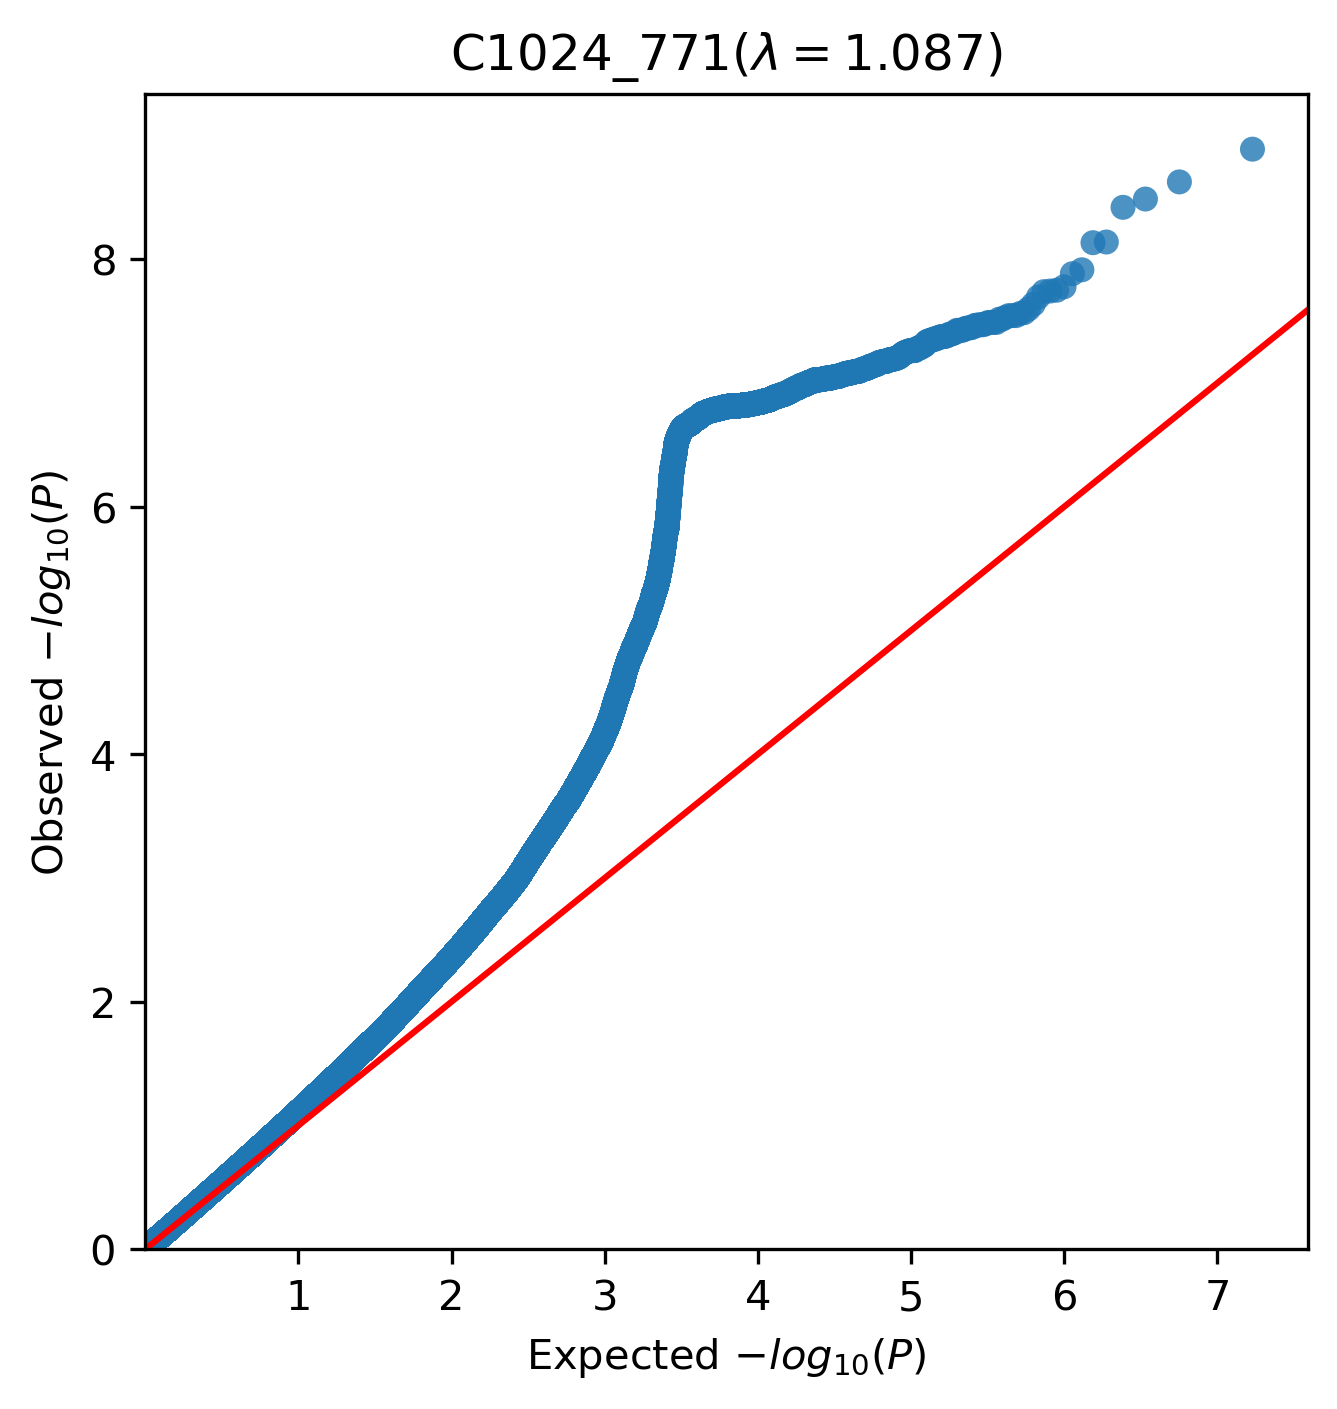 C1024_771(λ = 1.087)
Observed −log₁₀(P)
8
6
4
2
0
1 2 3 4 5 6 7
Expected −log₁₀(P)